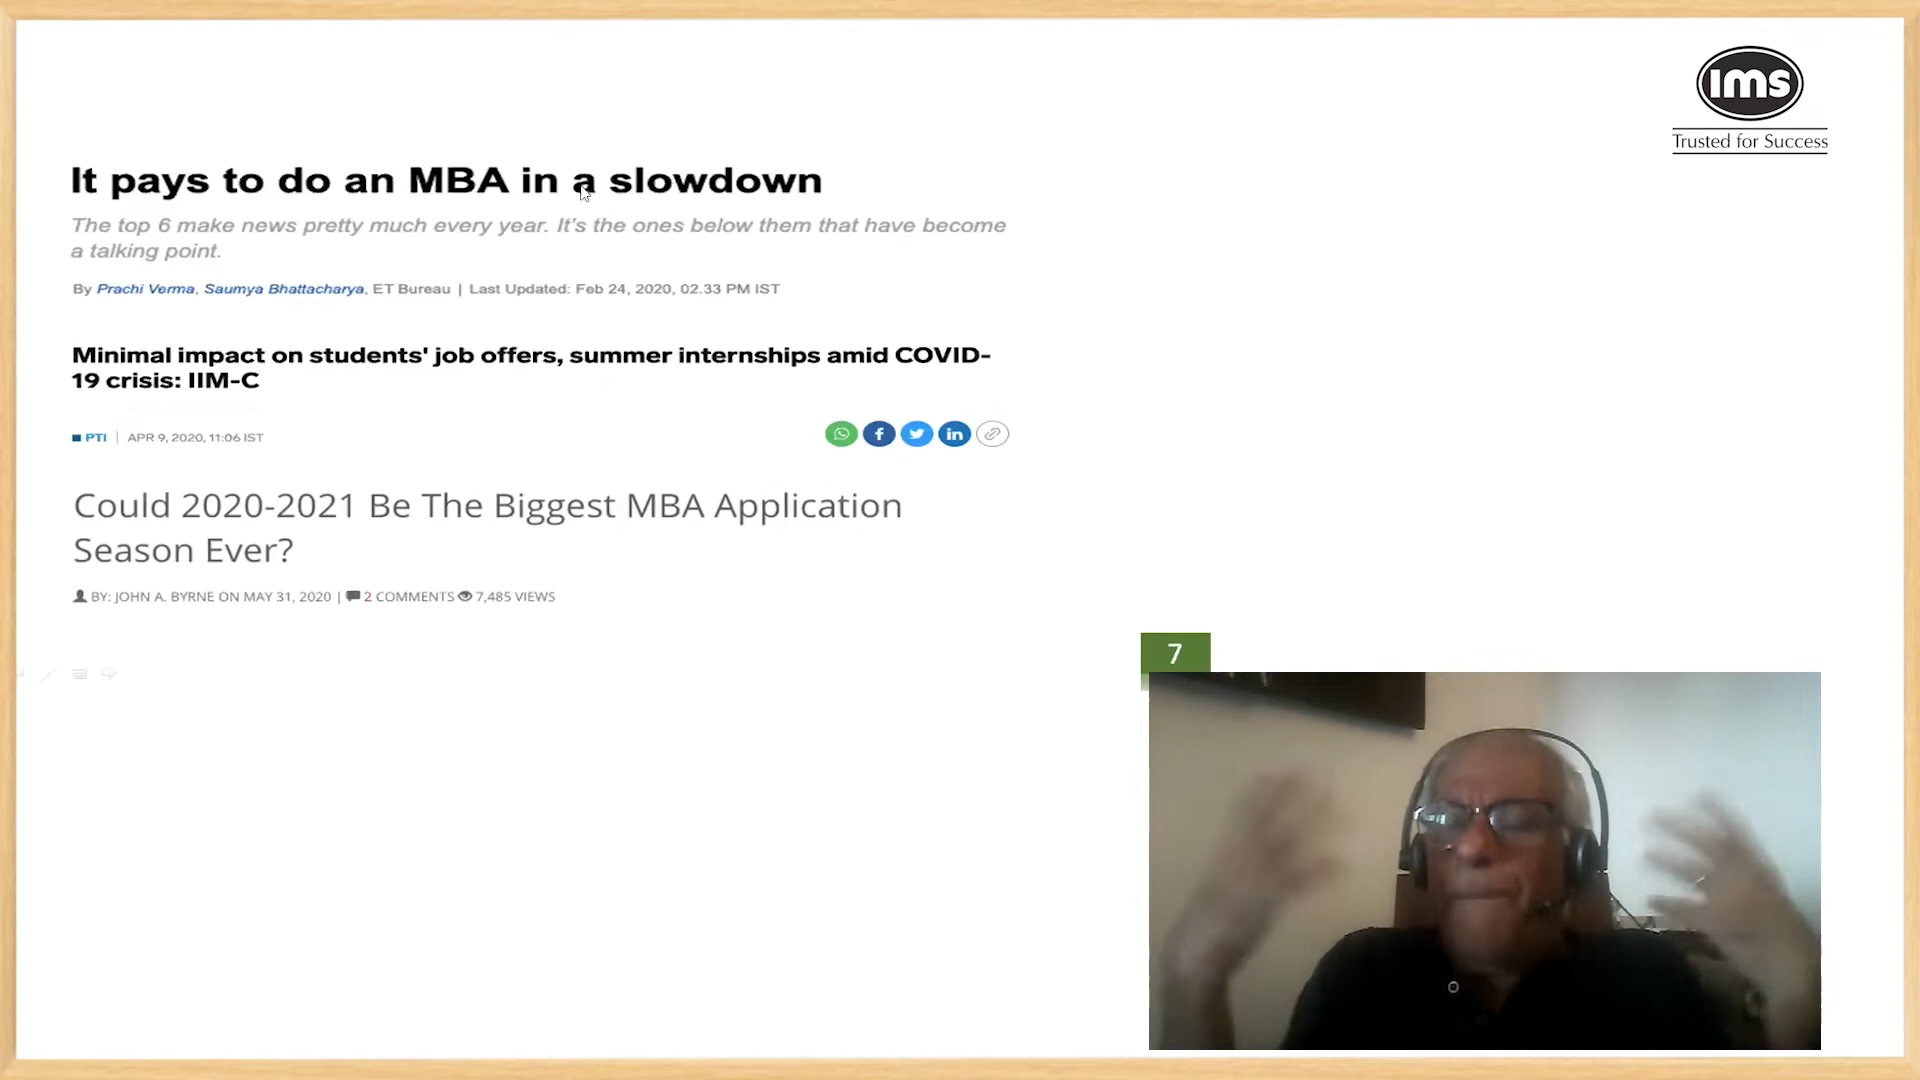 ims
Trusted for Success
It pays to do an MBA in a slowdown
The top 6 make news pretty much every year. It's the ones below them that have become
a talking point.
By Prachi Verma, Saumya Bhattacharya, ET Bureau | Last Updated: Feb 24, 2020, 02.33 PM IST
Minimal impact on students' job offers, summer internships amid COVID-
19 crisis: IIM-C
PTI | APR 9, 2020, 11:06 IST
Could 2020-2021 Be The Biggest MBA Application
Season Ever?
BY: JOHN A. BYRNE ON MAY 31, 2020 | 2 COMMENTS 7,485 VIEWS
7